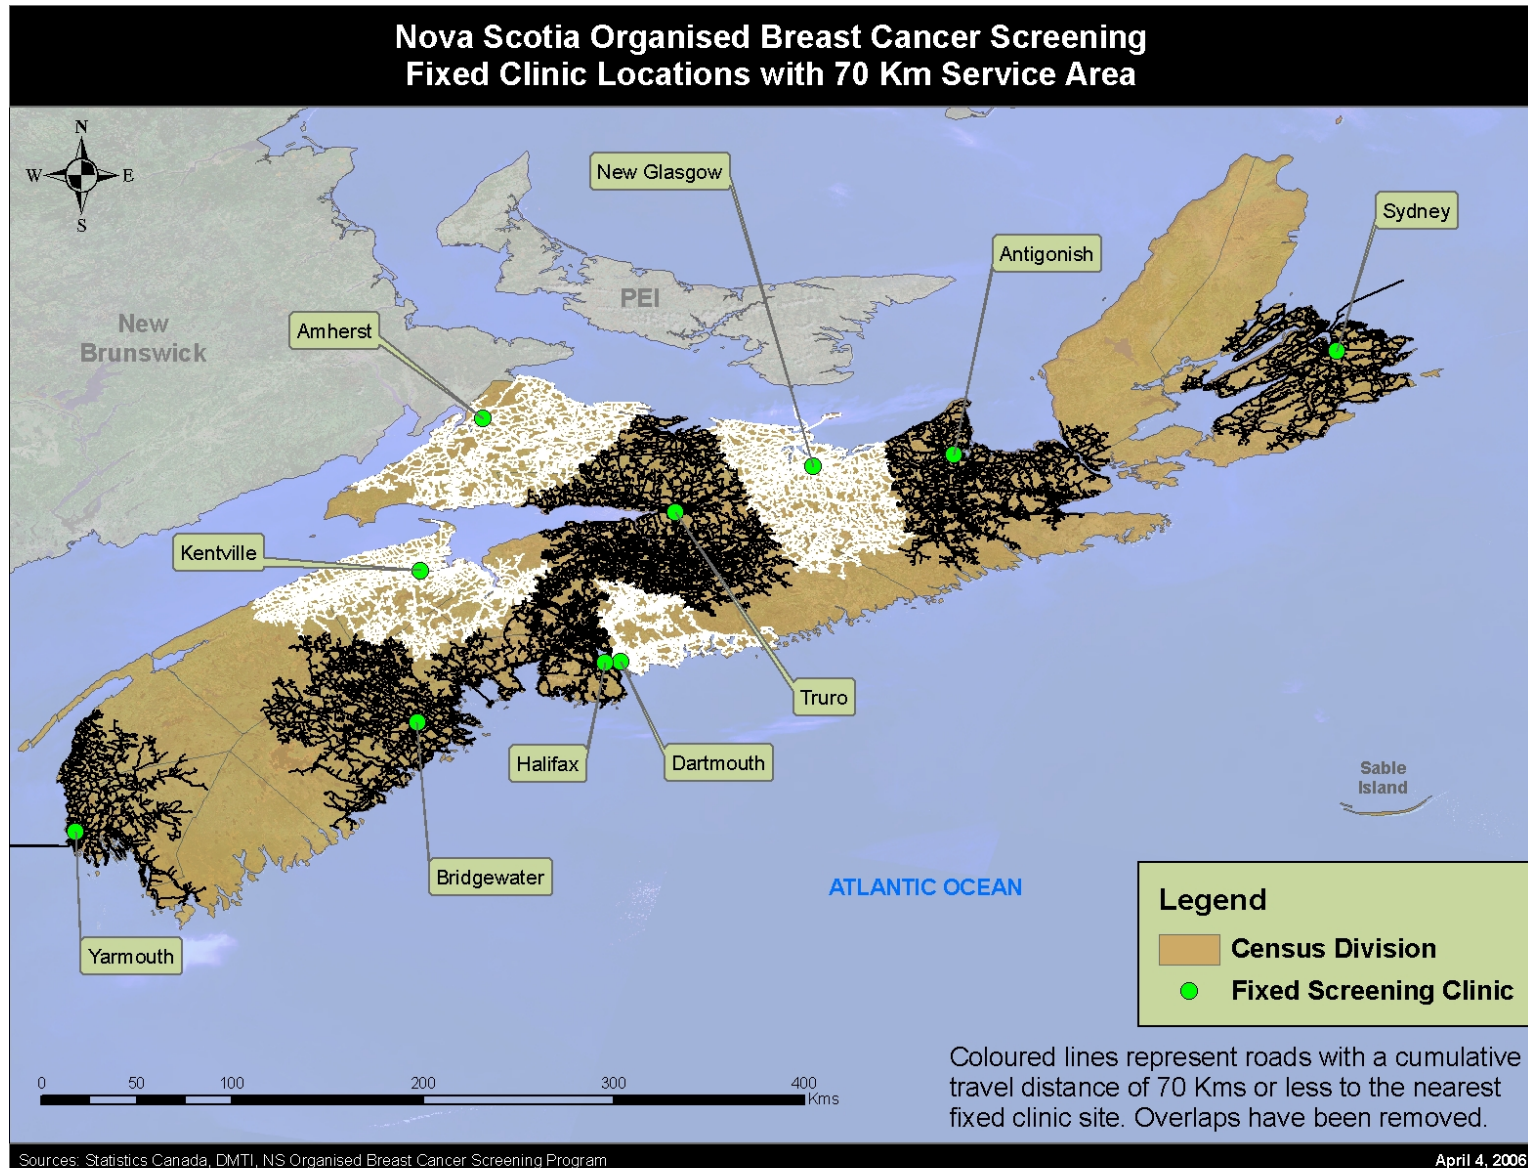 Nova Scotia Organised Breast Cancer Screening
Fixed Clinic Locations with 70 Km Service Area
N
W
E
S
New Glasgow
Sydney
Antigonish
PEI
New
Brunswick
Amherst
Kentville
Truro
Halifax
Dartmouth
Sable
Island
Bridgewater
ATLANTIC OCEAN
Yarmouth
Legend
Census Division
Fixed Screening Clinic
Coloured lines represent roads with a cumulative
travel distance of 70 Kms or less to the nearest
fixed clinic site. Overlaps have been removed.
0 50 100 200 300 400
Kms
Sources: Statistics Canada, DMTI, NS Organised Breast Cancer Screening Program
April 4, 2006